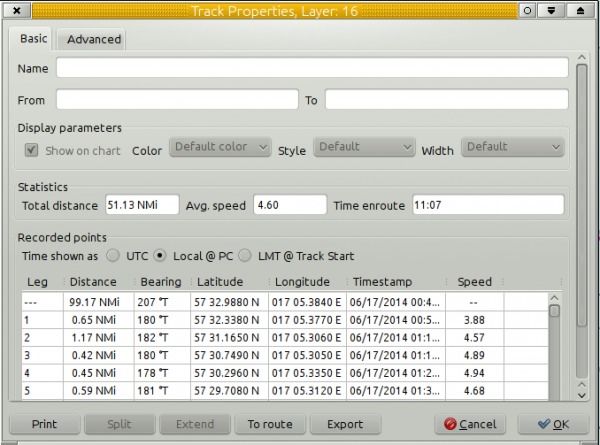 Track Properties, Layer: 16
Basic Advanced
Name
From To
Display parameters
Show on chart Color Default color Style Default Width Default
Statistics
Total distance 51.13 NMi Avg. speed 4.60 Time enroute 11:07
Recorded points
Time shown as UTC Local @ PC LMT @ Track Start
Leg Distance Bearing Latitude Longitude Timestamp Speed
--- 99.17 NMi 207 °T 57 32.9880 N 017 05.3840 E 06/17/2014 00:4... --
1 0.65 NMi 180 °T 57 32.3380 N 017 05.3770 E 06/17/2014 00:5... 3.88
2 1.17 NMi 182 °T 57 31.1650 N 017 05.3060 E 06/17/2014 01:1... 4.57
3 0.42 NMi 180 °T 57 30.7490 N 017 05.3050 E 06/17/2014 01:1... 4.89
4 0.45 NMi 178 °T 57 30.2960 N 017 05.3350 E 06/17/2014 01:2... 4.94
5 0.59 NMi 181 °T 57 29.7080 N 017 05.3120 E 06/17/2014 01:3... 4.68
Print Split Extend To route Export Cancel OK